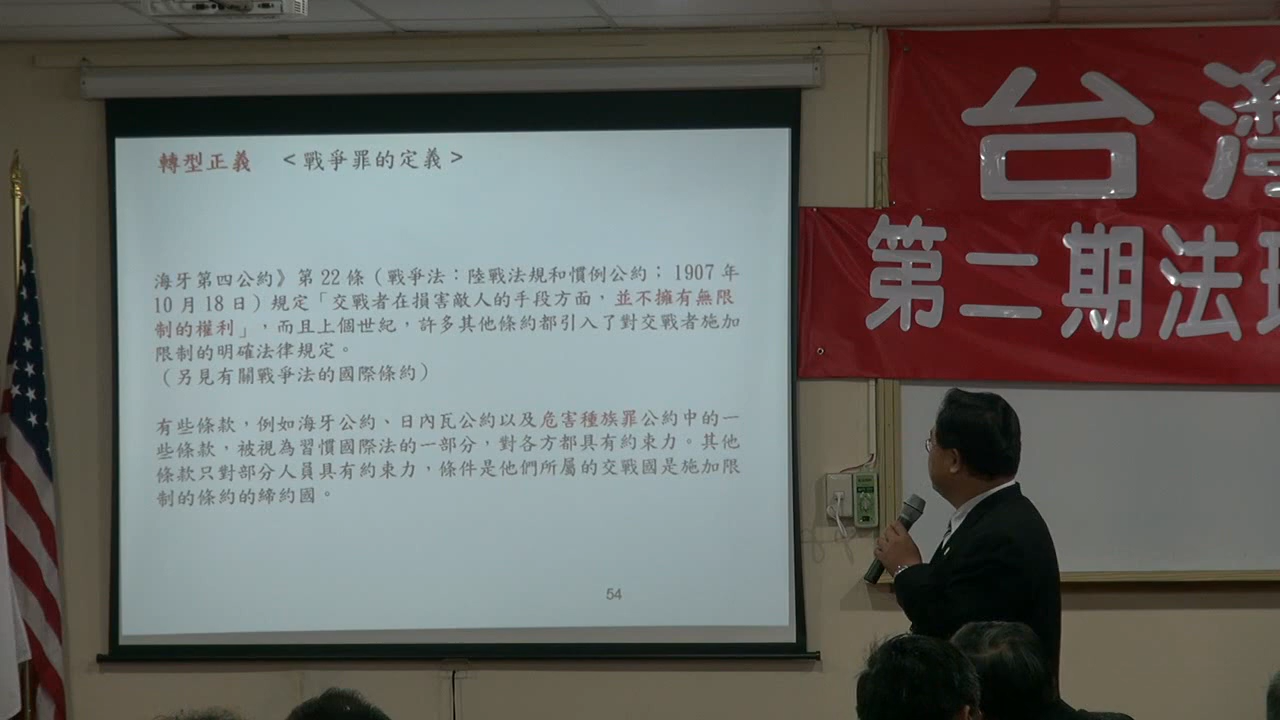 轉型正義 <戰爭罪的定義>
海牙第四公約》第 22 條（戰爭法：陸戰法規和慣例公約； 1907 年
10 月 18 日）規定「交戰者在損害敵人的手段方面，並不擁有無限
制的權利」，而且上個世紀，許多其他條約都引入了對交戰者施加
限制的明確法律規定。
（另見有關戰爭法的國際條約）
有些條款，例如海牙公約、日內瓦公約以及危害種族罪公約中的一
些條款，被視為習慣國際法的一部分，對各方都具有約束力。其他
條款只對部分人員具有約束力，條件是他們所屬的交戰國是施加限
制的條約的締約國。
54
台灣
第二期法理